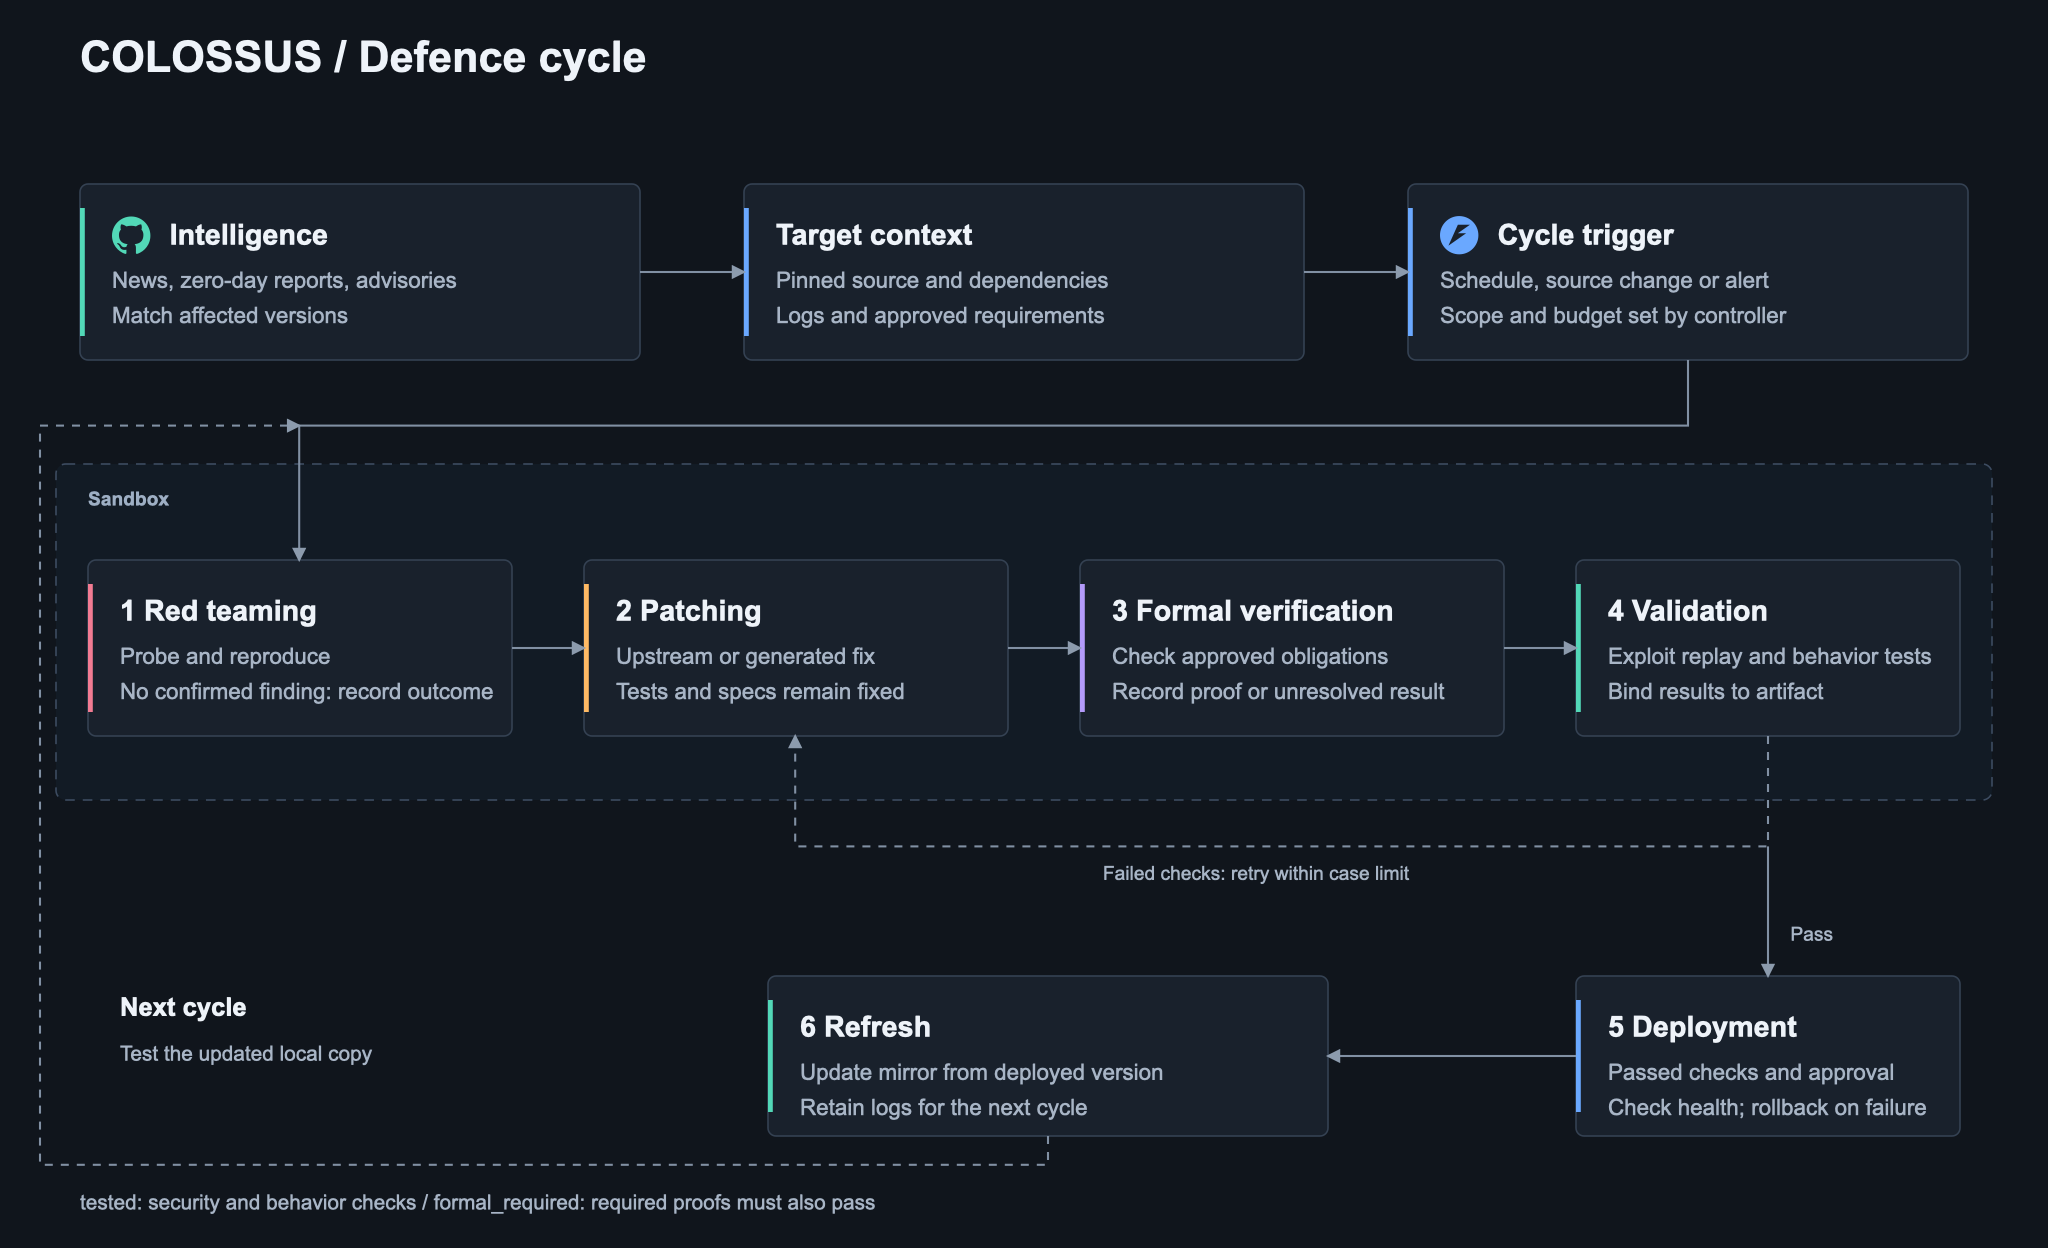 COLOSSUS / Defence cycle
Intelligence
News, zero-day reports, advisories
Match affected versions
Target context
Pinned source and dependencies
Logs and approved requirements
Cycle trigger
Schedule, source change or alert
Scope and budget set by controller
Sandbox
1 Red teaming
Probe and reproduce
No confirmed finding: record outcome
2 Patching
Upstream or generated fix
Tests and specs remain fixed
3 Formal verification
Check approved obligations
Record proof or unresolved result
4 Validation
Exploit replay and behavior tests
Bind results to artifact
Failed checks: retry within case limit
Pass
Next cycle
Test the updated local copy
6 Refresh
Update mirror from deployed version
Retain logs for the next cycle
5 Deployment
Passed checks and approval
Check health; rollback on failure
tested: security and behavior checks / formal_required: required proofs must also pass